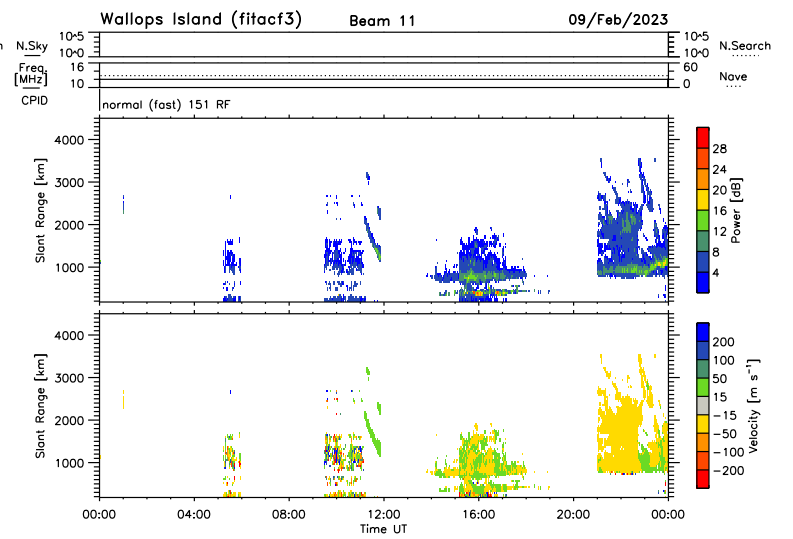 Wallops Island (fitacf3) Beam 11 09/Feb/2023
n N.Sky 10^5 10^0 10^5 10^0 N.Search
Freq. [MHz] 16 10 60 0 Nave
CPID normal (fast) 151 RF
Slant Range [km]
4000
3000
2000
1000
28
24
20
16
12
8
4
Power [dB]
Slant Range [km]
4000
3000
2000
1000
200
100
50
15
-15
-50
-100
-200
Velocity [m s⁻¹]
00:00 04:00 08:00 12:00 16:00 20:00 00:00
Time UT